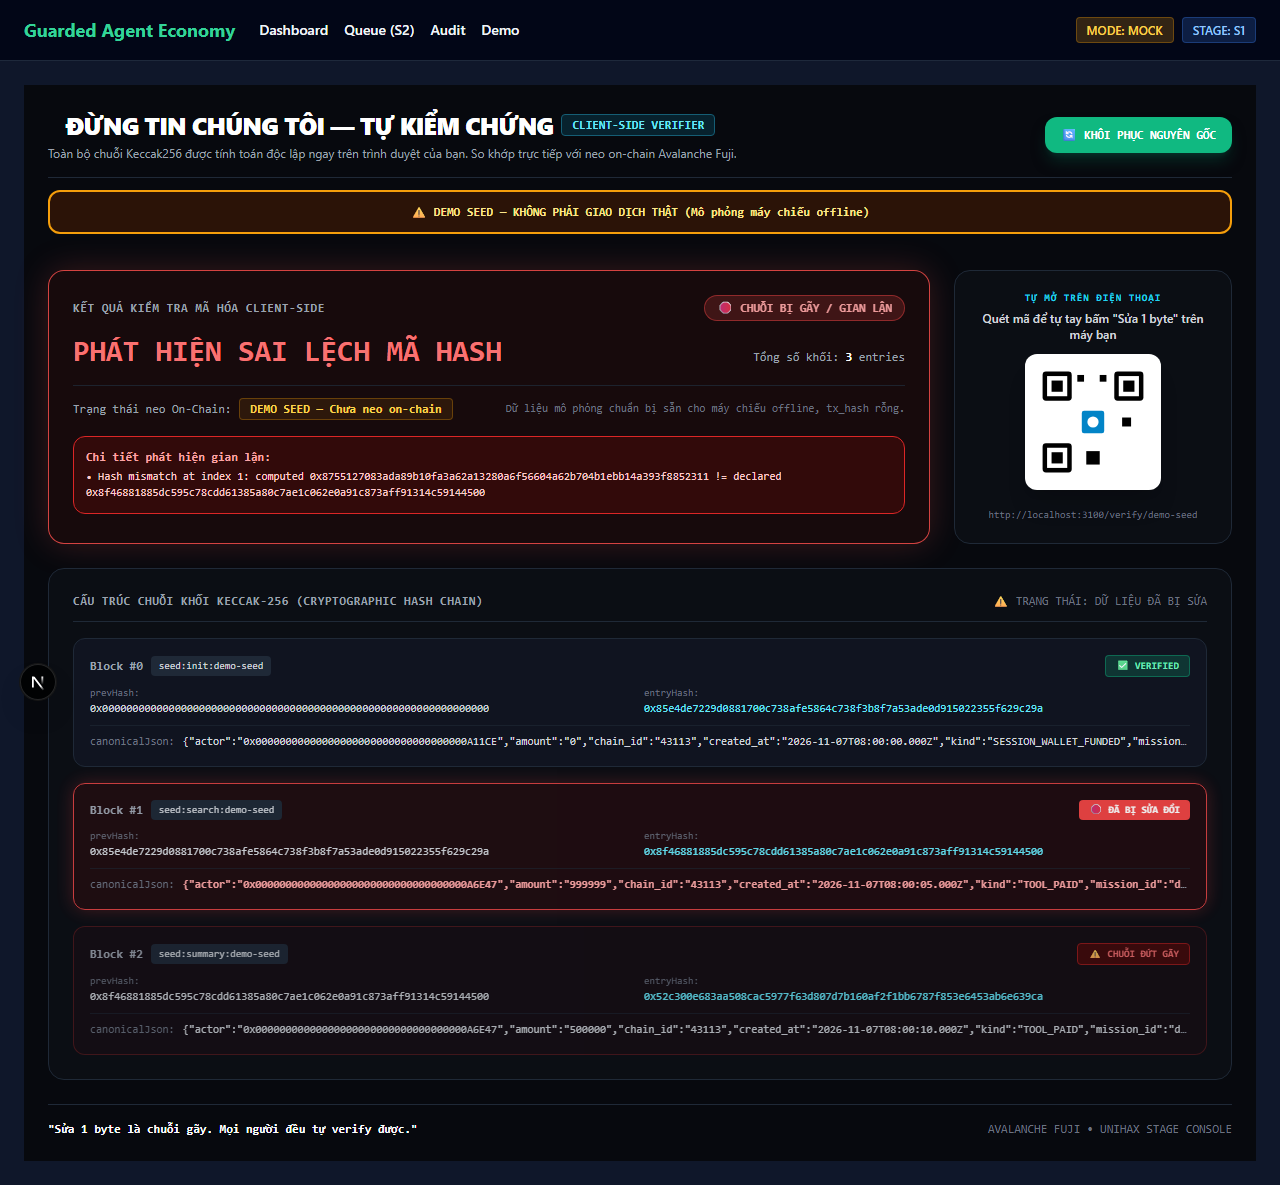 Guarded Agent Economy
Dashboard
Queue (S2)
Audit
Demo
MODE: MOCK
STAGE: S1
ĐỪNG TIN CHÚNG TÔI — TỰ KIỂM CHỨNG
CLIENT-SIDE VERIFIER
Toàn bộ chuỗi Keccak256 được tính toán độc lập ngay trên trình duyệt của bạn. So khớp trực tiếp với neo on-chain Avalanche Fuji.
KHÔI PHỤC NGUYÊN GỐC
DEMO SEED — KHÔNG PHẢI GIAO DỊCH THẬT (Mô phỏng máy chiếu offline)
KẾT QUẢ KIỂM TRA MÃ HÓA CLIENT-SIDE
CHUỖI BỊ GÃY / GIAN LẬN
PHÁT HIỆN SAI LỆCH MÃ HASH
Tổng số khối: 3 entries
Trạng thái neo On-Chain:
DEMO SEED — Chưa neo on-chain
Dữ liệu mô phỏng chuẩn bị sẵn cho máy chiếu offline, tx_hash rỗng.
Chi tiết phát hiện gian lận:
• Hash mismatch at index 1: computed 0x8755127083ada89b10fa3a62a13280a6f56604a62b704b1ebb14a393f8852311 != declared
0x8f46881885dc595c78cdd61385a80c7ae1c062e0a91c873aff91314c59144500
TỰ MỞ TRÊN ĐIỆN THOẠI
Quét mã để tự tay bấm "Sửa 1 byte" trên
máy bạn
http://localhost:3100/verify/demo-seed
CẤU TRÚC CHUỖI KHỐI KECCAK-256 (CRYPTOGRAPHIC HASH CHAIN)
TRẠNG THÁI: DỮ LIỆU ĐÃ BỊ SỬA
Block #0
seed:init:demo-seed
VERIFIED
prevHash:
0x0000000000000000000000000000000000000000000000000000000000000000
entryHash:
0x85e4de7229d0881700c738afe5864c738f3b8f7a53ade0d915022355f629c29a
canonicalJson: {"actor":"0x000000000000000000000000000000000000A11CE","amount":"0","chain_id":"43113","created_at":"2026-11-07T08:00:00.000Z","kind":"SESSION_WALLET_FUNDED","mission…
Block #1
seed:search:demo-seed
ĐÃ BỊ SỬA ĐỔI
prevHash:
0x85e4de7229d0881700c738afe5864c738f3b8f7a53ade0d915022355f629c29a
entryHash:
0x8f46881885dc595c78cdd61385a80c7ae1c062e0a91c873aff91314c59144500
canonicalJson: {"actor":"0x000000000000000000000000000000000000A6E47","amount":"999999","chain_id":"43113","created_at":"2026-11-07T08:00:05.000Z","kind":"TOOL_PAID","mission_id":"d…
Block #2
seed:summary:demo-seed
CHUỖI ĐỨT GÃY
prevHash:
0x8f46881885dc595c78cdd61385a80c7ae1c062e0a91c873aff91314c59144500
entryHash:
0x52c300e683aa508cac5977f63d807d7b160af2f1bb6787f853e6453ab6e639ca
canonicalJson: {"actor":"0x000000000000000000000000000000000000A6E47","amount":"500000","chain_id":"43113","created_at":"2026-11-07T08:00:10.000Z","kind":"TOOL_PAID","mission_id":"d…
"Sửa 1 byte là chuỗi gãy. Mọi người đều tự verify được."
AVALANCHE FUJI • UNIHAX STAGE CONSOLE
N